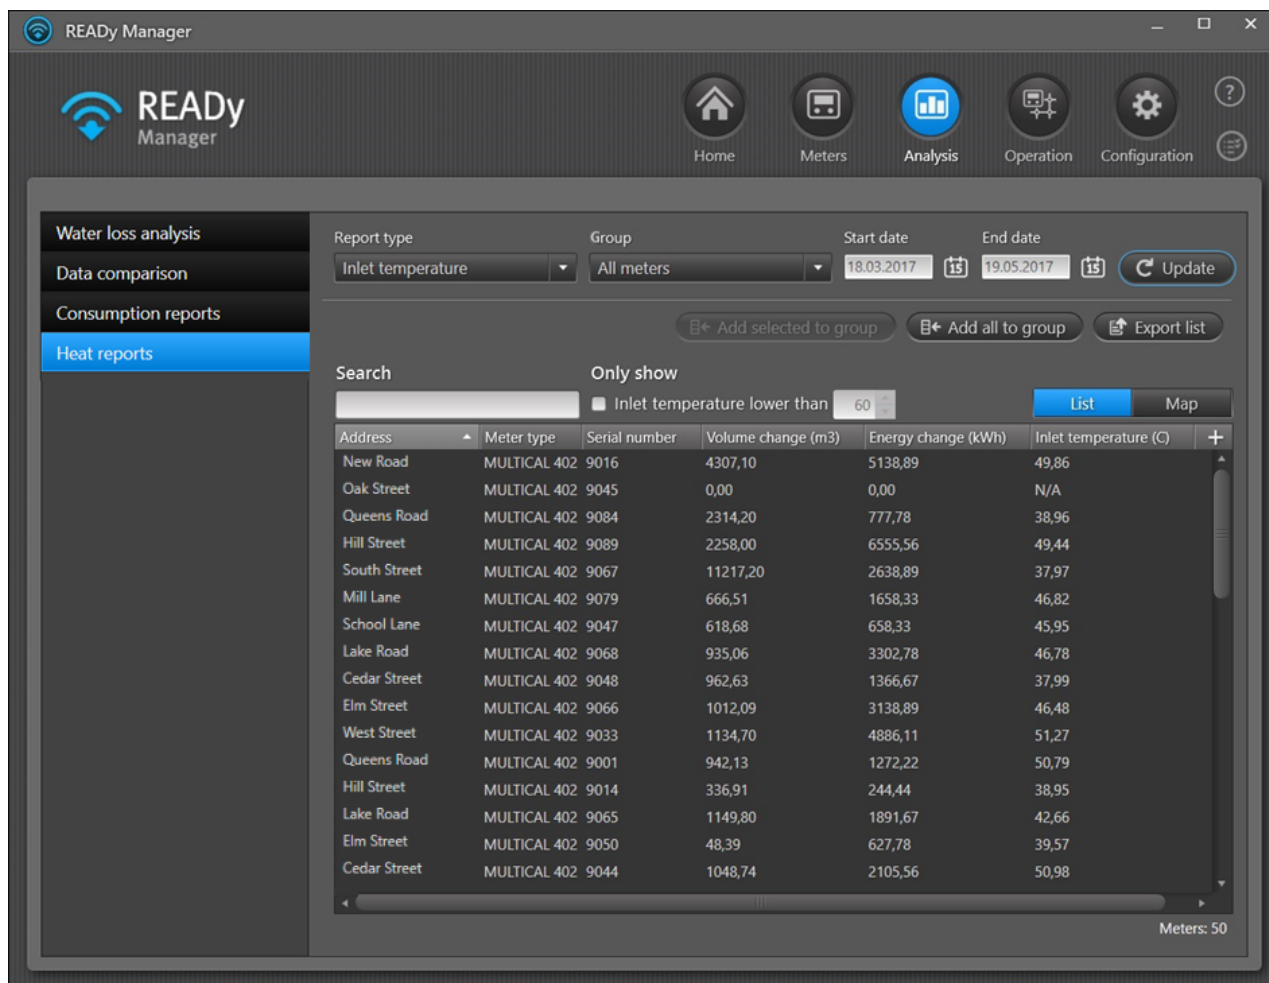 READy Manager
READy
Manager
Home Meters Analysis Operation Configuration
?
Water loss analysis
Data comparison
Consumption reports
Heat reports
Report type Group Start date End date
Inlet temperature All meters 18.03.2017 15 19.05.2017 15 Update
Add selected to group Add all to group Export list
Search Only show
Inlet temperature lower than 60 List Map
Address Meter type Serial number Volume change (m3) Energy change (kWh) Inlet temperature (C) +
New Road MULTICAL 402 9016 4307,10 5138,89 49,86
Oak Street MULTICAL 402 9045 0,00 0,00 N/A
Queens Road MULTICAL 402 9084 2314,20 777,78 38,96
Hill Street MULTICAL 402 9089 2258,00 6555,56 49,44
South Street MULTICAL 402 9067 11217,20 2638,89 37,97
Mill Lane MULTICAL 402 9079 666,51 1658,33 46,82
School Lane MULTICAL 402 9047 618,68 658,33 45,95
Lake Road MULTICAL 402 9068 935,06 3302,78 46,78
Cedar Street MULTICAL 402 9048 962,63 1366,67 37,99
Elm Street MULTICAL 402 9066 1012,09 3138,89 46,48
West Street MULTICAL 402 9033 1134,70 4886,11 51,27
Queens Road MULTICAL 402 9001 942,13 1272,22 50,79
Hill Street MULTICAL 402 9014 336,91 244,44 38,95
Lake Road MULTICAL 402 9065 1149,80 1891,67 42,66
Elm Street MULTICAL 402 9050 48,39 627,78 39,57
Cedar Street MULTICAL 402 9044 1048,74 2105,56 50,98
Meters: 50